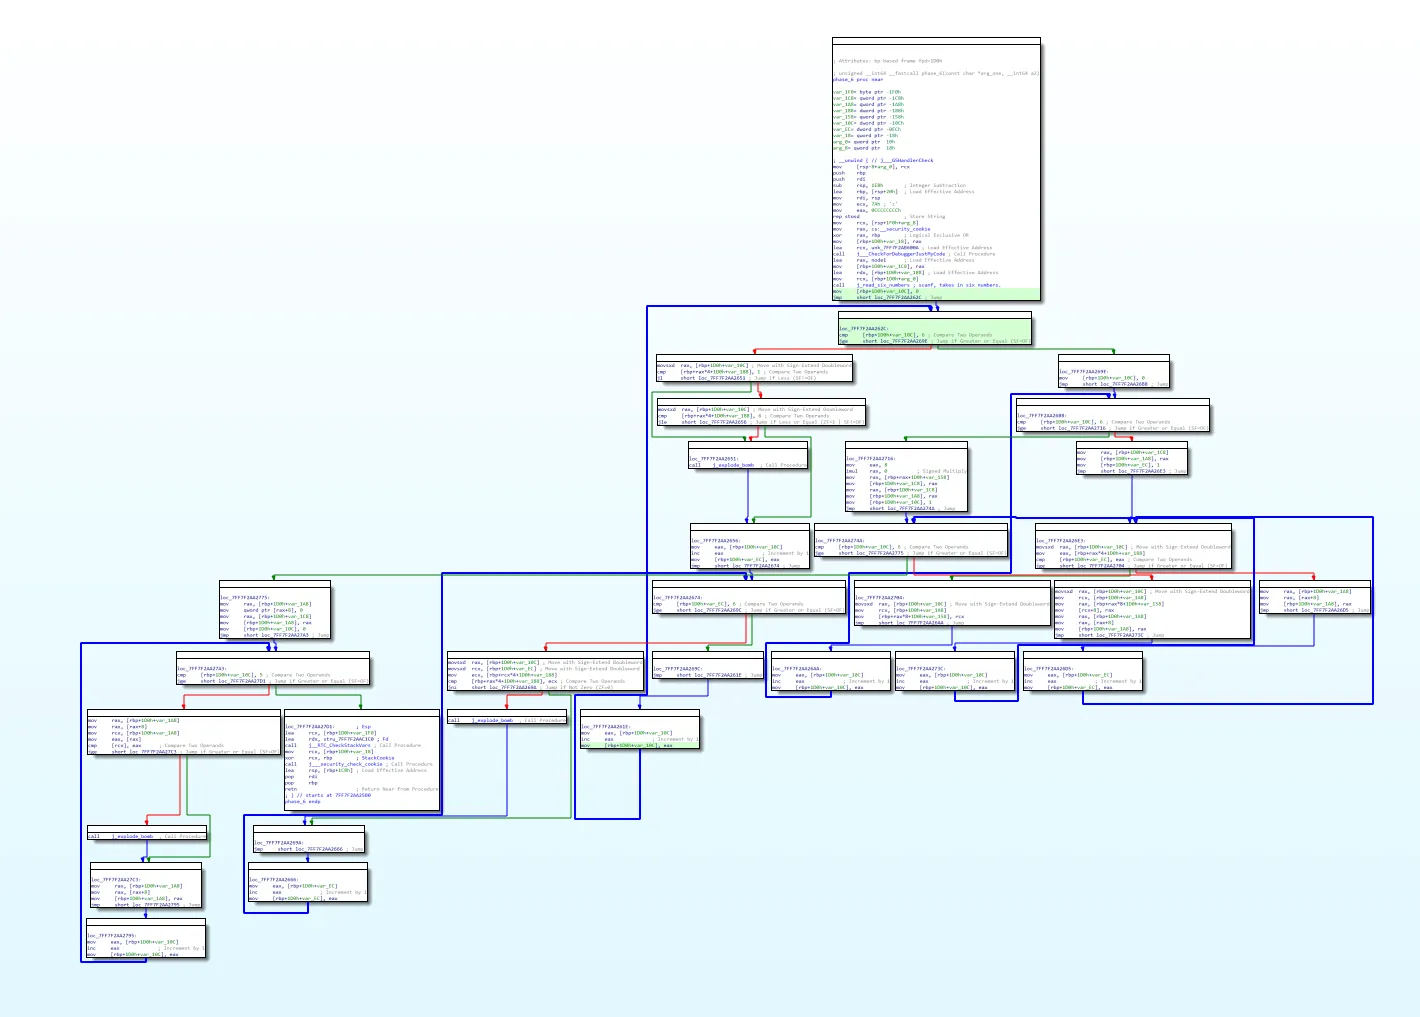 ; Attributes: bp based frame fpd=1D0h
; unsigned __int64 __fastcall phase_6(const char *arg_one, __int64 a2)
phase_6 proc near
var_1F0= byte ptr -1F0h
var_1C8= qword ptr -1C8h
var_1A8= qword ptr -1A8h
var_188= dword ptr -188h
var_158= qword ptr -158h
var_10C= dword ptr -10Ch
var_EC= dword ptr -0ECh
var_18= qword ptr -18h
arg_0= qword ptr 10h
arg_8= qword ptr 18h
; __unwind { // j___GSHandlerCheck
mov [rsp-8+arg_0], rcx
push rbp
push rdi
sub rsp, 1E8h ; Integer Subtraction
lea rbp, [rsp+20h] ; Load Effective Address
mov rdi, rsp
mov ecx, 7Ah ; 'z'
mov eax, 0CCCCCCCCh
rep stosd ; Store String
mov rcx, [rsp+1F0h+arg_8]
mov rax, cs:__security_cookie
xor rax, rbp ; Logical Exclusive OR
mov [rbp+1D0h+var_18], rax
lea rcx, ; Load Effective Address
call j___CheckForDebuggerJustMyCode ; Call Procedure
lea rax, node1 ; Load Effective Address
mov [rbp+1D0h+var_1C8], rax
lea rdx, [rbp+1D0h+var_188] ; Load Effective Address
mov rcx, [rbp+1D0h+arg_0]
call j_read_six_numbers ; scanf, takes in six numbers.
mov [rbp+1D0h+var_10C], 0
jmp short loc_7FF7F2AA262C ; Jump
loc_7FF7F2AA262C:
cmp [rbp+1D0h+var_10C], 6 ; Compare Two Operands
jge short loc_7FF7F2AA269E ; Jump if Greater or Equal (SF=OF)
movsxd rax, [rbp+1D0h+var_10C] ; Move with Sign-Extend Doubleword
cmp [rbp+rax*4+1D0h+var_188], 1 ; Compare Two Operands
jl short loc_7FF7F2AA2651 ; Jump if Less (SF!=OF)
loc_7FF7F2AA269E:
mov [rbp+1D0h+var_10C], 0
jmp short loc_7FF7F2AA26B8 ; Jump
movsxd rax, [rbp+1D0h+var_10C] ; Move with Sign-Extend Doubleword
cmp [rbp+rax*4+1D0h+var_188], 6 ; Compare Two Operands
jle short loc_7FF7F2AA2656 ; Jump if Less or Equal (ZF=1 | SF!=OF)
loc_7FF7F2AA26B8:
cmp [rbp+1D0h+var_10C], 6 ; Compare Two Operands
jge short loc_7FF7F2AA2716 ; Jump if Greater or Equal (SF=OF)
loc_7FF7F2AA2651:
call j_explode_bomb ; Call Procedure
loc_7FF7F2AA2716:
mov eax, 8
imul rax, 0 ; Signed Multiply
mov rax, [rbp+rax+1D0h+var_158]
mov [rbp+1D0h+var_1C8], rax
mov rax, [rbp+1D0h+var_1C8]
mov [rbp+1D0h+var_1A8], rax
mov [rbp+1D0h+var_10C], 1
jmp short loc_7FF7F2AA274A ; Jump
mov rax, [rbp+1D0h+var_1C8]
mov [rbp+1D0h+var_1A8], rax
mov [rbp+1D0h+var_EC], 1
jmp short loc_7FF7F2AA26E3 ; Jump
loc_7FF7F2AA2656:
mov eax, [rbp+1D0h+var_10C]
inc eax ; Increment by 1
mov [rbp+1D0h+var_EC], eax
jmp short loc_7FF7F2AA2674 ; Jump
loc_7FF7F2AA274A:
cmp [rbp+1D0h+var_10C], 6 ; Compare Two Operands
jge short loc_7FF7F2AA2775 ; Jump if Greater or Equal (SF=OF)
loc_7FF7F2AA26E3:
movsxd rax, [rbp+1D0h+var_10C] ; Move with Sign-Extend Doubleword
mov eax, [rbp+rax*4+1D0h+var_188]
cmp [rbp+1D0h+var_EC], eax ; Compare Two Operands
jge short loc_7FF7F2AA2704 ; Jump if Greater or Equal (SF=OF)
loc_7FF7F2AA2775:
mov rax, [rbp+1D0h+var_1A8]
mov qword ptr [rax+8], 0
mov rax, [rbp+1D0h+var_1C8]
mov [rbp+1D0h+var_1A8], rax
mov [rbp+1D0h+var_10C], 0
jmp short loc_7FF7F2AA27A3 ; Jump
loc_7FF7F2AA2674:
cmp [rbp+1D0h+var_EC], 6 ; Compare Two Operands
jge short loc_7FF7F2AA269C ; Jump if Greater or Equal (SF=OF)
loc_7FF7F2AA2704:
movsxd rax, [rbp+1D0h+var_10C] ; Move with Sign-Extend Doubleword
mov rcx, [rbp+1D0h+var_1A8]
mov [rbp+rax*8+1D0h+var_158], rcx
jmp short loc_7FF7F2AA26AA ; Jump
movsxd rax, [rbp+1D0h+var_10C] ; Move with Sign-Extend Doubleword
mov rcx, [rbp+1D0h+var_1A8]
mov rax, [rbp+rax*8+1D0h+var_158]
mov [rcx+8], rax
mov rax, [rbp+1D0h+var_1A8]
mov rax, [rax+8]
mov [rbp+1D0h+var_1A8], rax
jmp short loc_7FF7F2AA273C ; Jump
mov rax, [rbp+1D0h+var_1A8]
mov rax, [rax+8]
mov [rbp+1D0h+var_1A8], rax
jmp short loc_7FF7F2AA26D5 ; Jump
loc_7FF7F2AA27A3:
cmp [rbp+1D0h+var_10C], 5 ; Compare Two Operands
jge short loc_7FF7F2AA27D1 ; Jump if Greater or Equal (SF=OF)
movsxd rax, [rbp+1D0h+var_10C] ; Move with Sign-Extend Doubleword
movsxd rcx, [rbp+1D0h+var_EC] ; Move with Sign-Extend Doubleword
mov ecx, [rbp+rcx*4+1D0h+var_188]
cmp [rbp+rax*4+1D0h+var_188], ecx ; Compare Two Operands
jnz short loc_7FF7F2AA269A ; Jump if Not Zero (ZF=0)
loc_7FF7F2AA269C:
jmp short loc_7FF7F2AA261E ; Jump
loc_7FF7F2AA26AA:
mov eax, [rbp+1D0h+var_10C]
inc eax ; Increment by 1
mov [rbp+1D0h+var_10C], eax
loc_7FF7F2AA273C:
mov eax, [rbp+1D0h+var_10C]
inc eax ; Increment by 1
mov [rbp+1D0h+var_10C], eax
loc_7FF7F2AA26D5:
mov eax, [rbp+1D0h+var_EC]
inc eax ; Increment by 1
mov [rbp+1D0h+var_EC], eax
mov rax, [rbp+1D0h+var_1A8]
mov rax, [rax+8]
mov rcx, [rbp+1D0h+var_1A8]
mov eax, [rax]
cmp [rcx], eax ; Compare Two Operands
jge short loc_7FF7F2AA27C3 ; Jump if Greater or Equal (SF=OF)
loc_7FF7F2AA27D1: ; Esp
lea rcx, [rbp+1D0h+var_1F0]
lea rdx, ; Fd
call j__RTC_CheckStackVars ; Call Procedure
mov rcx, [rbp+1D0h+var_18]
xor rcx, rbp ; StackCookie
call j___security_check_cookie ; Call Procedure
lea rsp, [rbp+1C8h] ; Load Effective Address
pop rdi
pop rbp
retn ; Return Near from Procedure
; } // starts at 7FF7F2AA25B0
phase_6 endp
call j_explode_bomb ; Call Procedure
loc_7FF7F2AA261E:
mov eax, [rbp+1D0h+var_10C]
inc eax ; Increment by 1
mov [rbp+1D0h+var_10C], eax
call j_explode_bomb ; Call Procedure
loc_7FF7F2AA269A:
jmp short loc_7FF7F2AA2666 ; Jump
loc_7FF7F2AA27C3:
mov rax, [rbp+1D0h+var_1A8]
mov rax, [rax+8]
mov [rbp+1D0h+var_1A8], rax
jmp short loc_7FF7F2AA2795 ; Jump
loc_7FF7F2AA2666:
mov eax, [rbp+1D0h+var_EC]
inc eax ; Increment by 1
mov [rbp+1D0h+var_EC], eax
loc_7FF7F2AA2795:
mov eax, [rbp+1D0h+var_10C]
inc eax ; Increment by 1
mov [rbp+1D0h+var_10C], eax